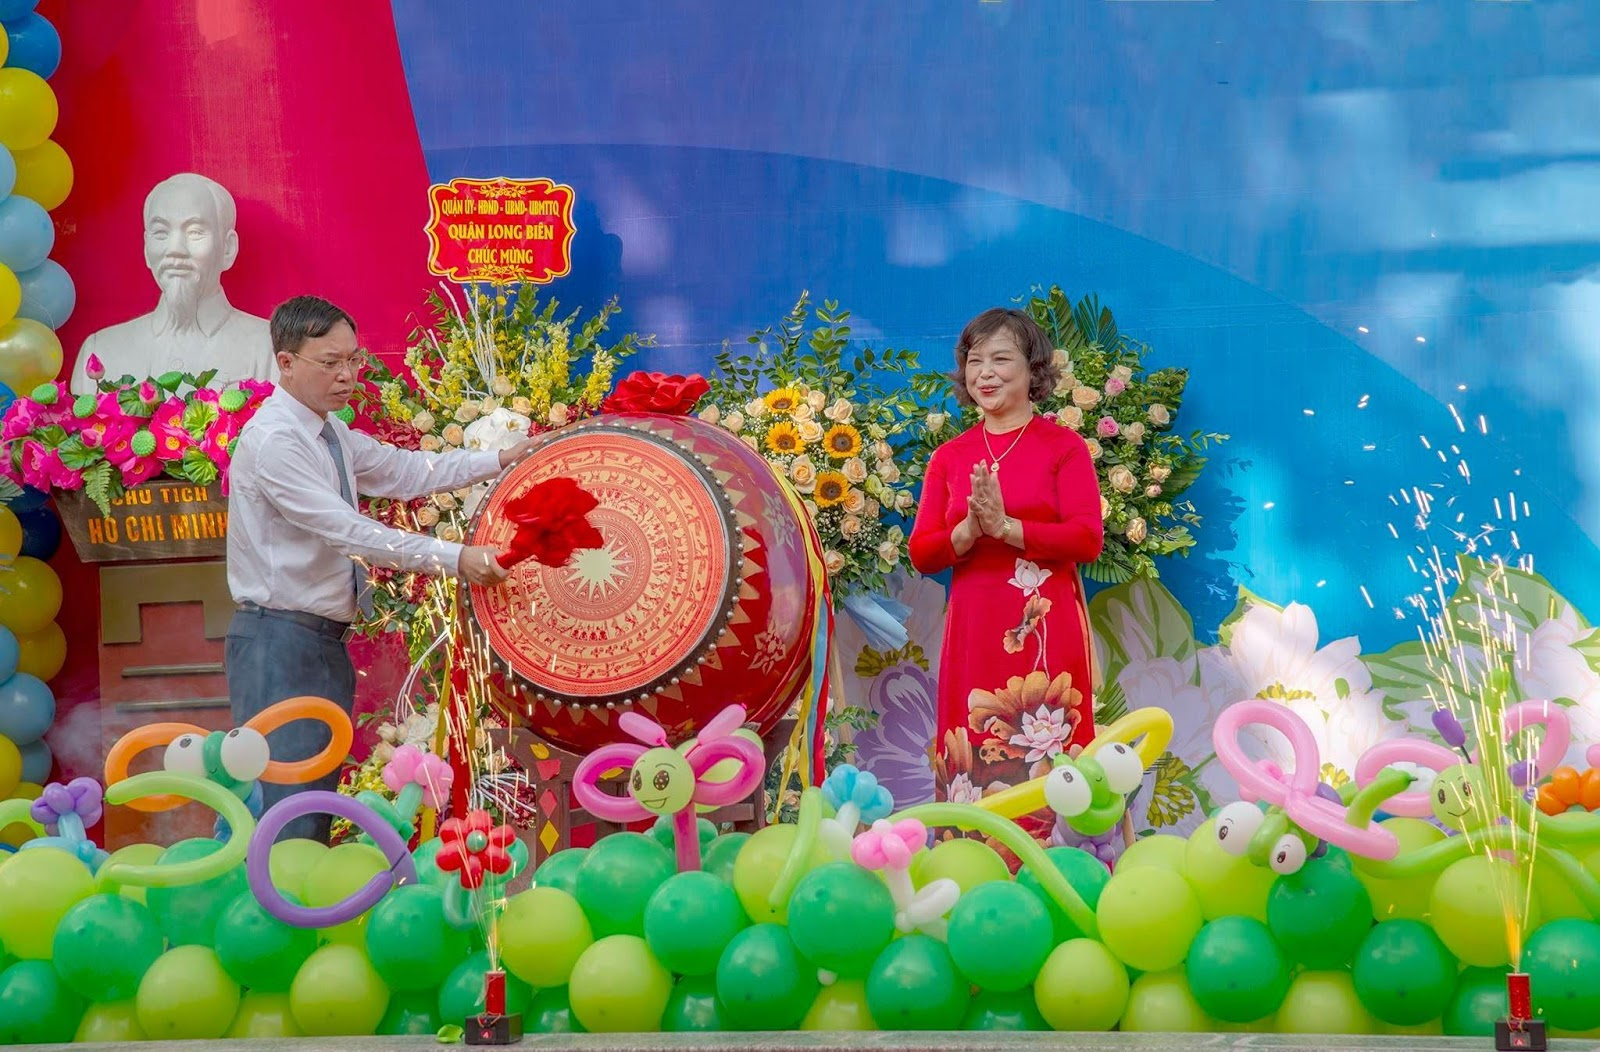 QUẬN ỦY - HĐND - UBND - UBMTTQ
QUẬN LONG BIÊN
CHÚC MỪNG
CHỦ TỊCH
HỒ CHÍ MINH